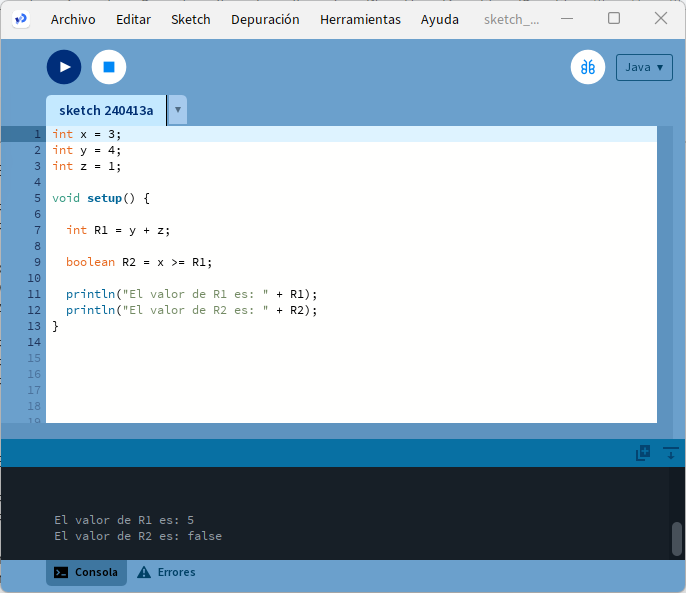 Archivo Editar Sketch Depuración Herramientas Ayuda sketch_...
Java ▾
sketch 240413a ▾
1 int x = 3;
2 int y = 4;
3 int z = 1;
4
5 void setup() {
6
7   int R1 = y + z;
8
9   boolean R2 = x >= R1;
10
11   println("El valor de R1 es: " + R1);
12   println("El valor de R2 es: " + R2);
13 }
14
15
16
17
18
19
El valor de R1 es: 5
El valor de R2 es: false
Consola Errores